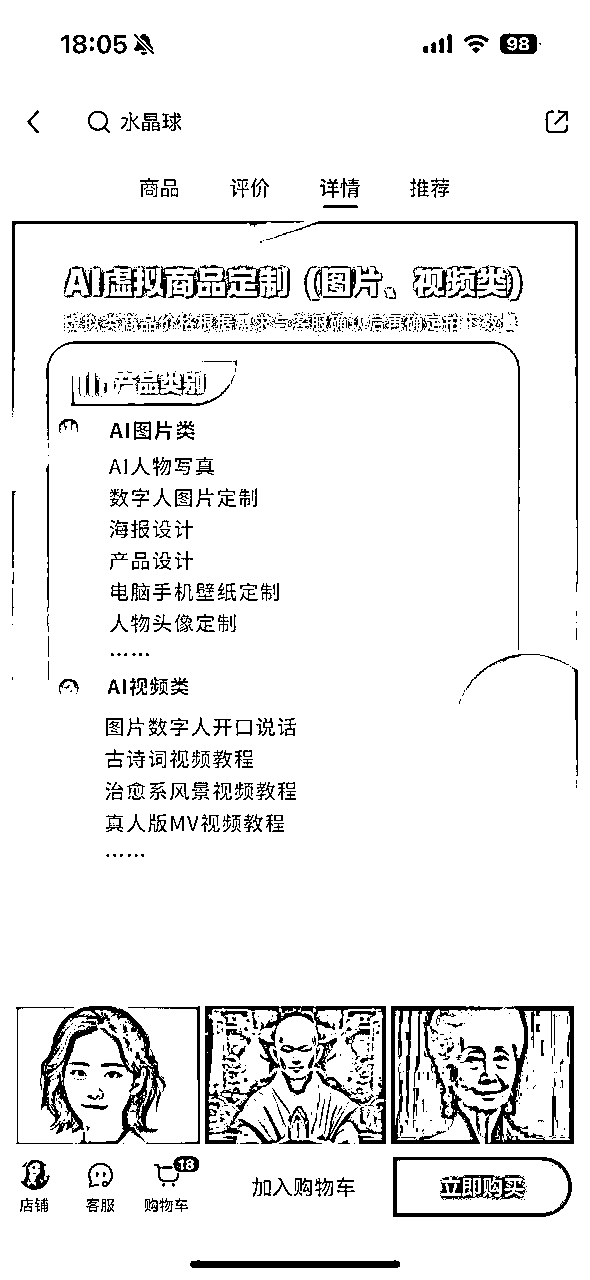 18:05
98
水晶球
商品 评价 详情 推荐
AI虚拟商品定制（图片、视频类）
产品类别
AI图片类
AI人物写真
数字人图片定制
海报设计
产品设计
电脑手机壁纸定制
人物头像定制
……
AI视频类
图片数字人开口说话
古诗词视频教程
治愈系风景视频教程
真人版MV视频教程
……
18
店铺 客服 购物车 加入购物车 立即购买